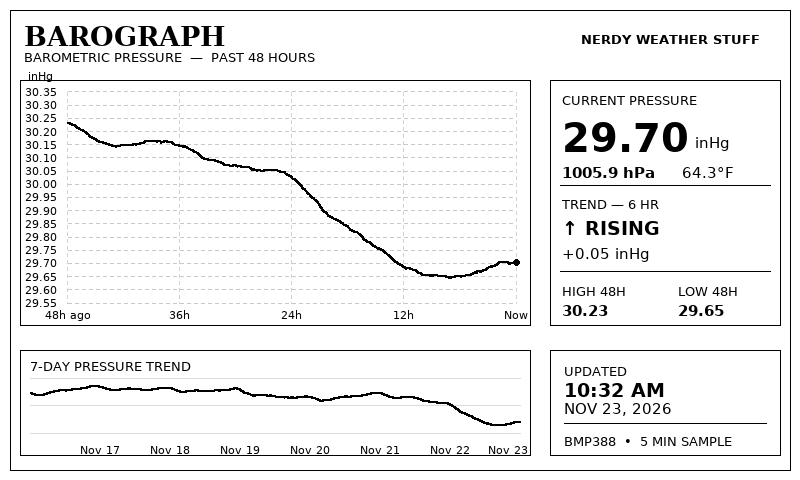 BAROGRAPH
BAROMETRIC PRESSURE — PAST 48 HOURS
NERDY WEATHER STUFF
inHg
30.35
30.30
30.25
30.20
30.15
30.10
30.05
30.00
29.95
29.90
29.85
29.80
29.75
29.70
29.65
29.60
29.55
48h ago 36h 24h 12h Now
CURRENT PRESSURE
29.70 inHg
1005.9 hPa 64.3°F
TREND — 6 HR
↑ RISING
+0.05 inHg
HIGH 48H LOW 48H
30.23 29.65
7-DAY PRESSURE TREND
Nov 17 Nov 18 Nov 19 Nov 20 Nov 21 Nov 22 Nov 23
UPDATED
10:32 AM
NOV 23, 2026
BMP388 • 5 MIN SAMPLE